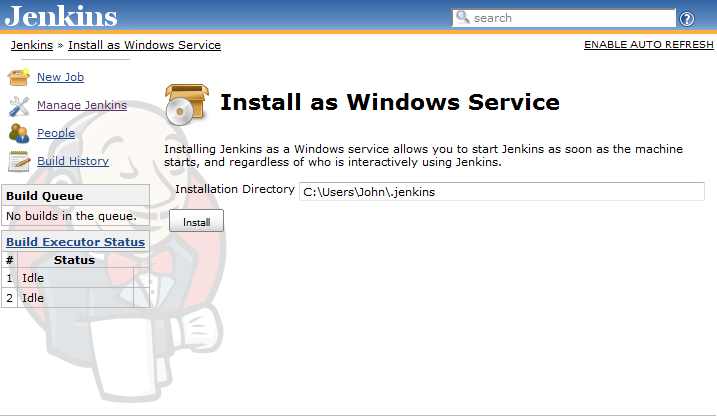 Jenkins
search
?
Jenkins » Install as Windows Service
ENABLE AUTO REFRESH
New Job
Manage Jenkins
People
Build History
Build Queue
No builds in the queue.
Build Executor Status
# Status
1 Idle
2 Idle
Install as Windows Service
Installing Jenkins as a Windows service allows you to start Jenkins as soon as the machine
starts, and regardless of who is interactively using Jenkins.
Installation Directory C:\Users\John\.jenkins
Install